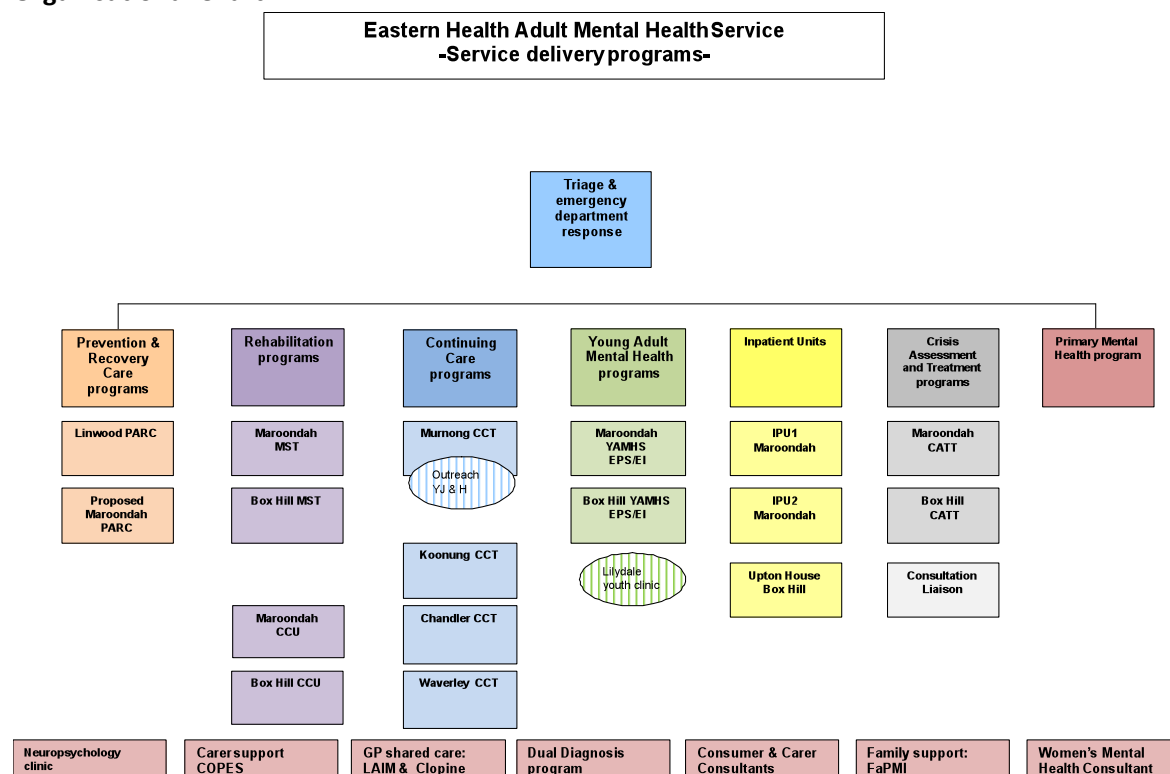 Eastern Health Adult Mental Health Service
-Service delivery programs-
Triage &
emergency
department
response
Prevention &
Recovery
Care
programs
Rehabilitation
programs
Continuing
Care
programs
Young Adult
Mental Health
programs
Inpatient Units
Crisis
Assessment
and Treatment
programs
Primary Mental
Health program
Linwood PARC
Maroondah
MST
Murnong CCT
Outreach
YJ & H
Maroondah
YAMHS
EPS/EI
IPU1
Maroondah
Maroondah
CATT
Proposed
Maroondah
PARC
Box Hill MST
Box Hill YAMHS
EPS/EI
IPU2
Maroondah
Box Hill
CATT
Koonung CCT
Lilydale
youth clinic
Upton House
Box Hill
Consultation
Liaison
Maroondah
CCU
Chandler CCT
Box Hill CCU
Waverley CCT
Neuropsychology
clinic
Carer support
COPES
GP shared care:
LAIM & Clopine
Dual Diagnosis
program
Consumer & Carer
Consultants
Family support:
FaPMI
Women's Mental
Health Consultant